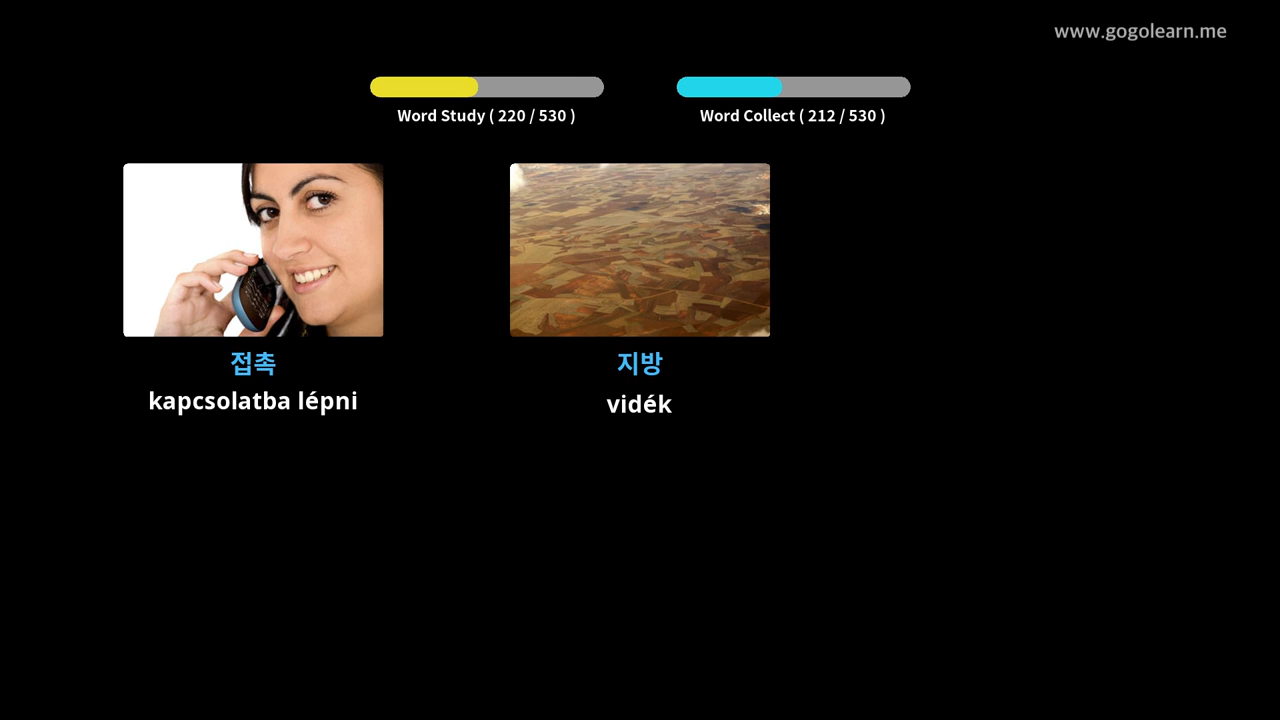 www.gogolearn.me
Word Study ( 220 / 530 )
Word Collect ( 212 / 530 )
접촉
kapcsolatba lépni
지방
vidék